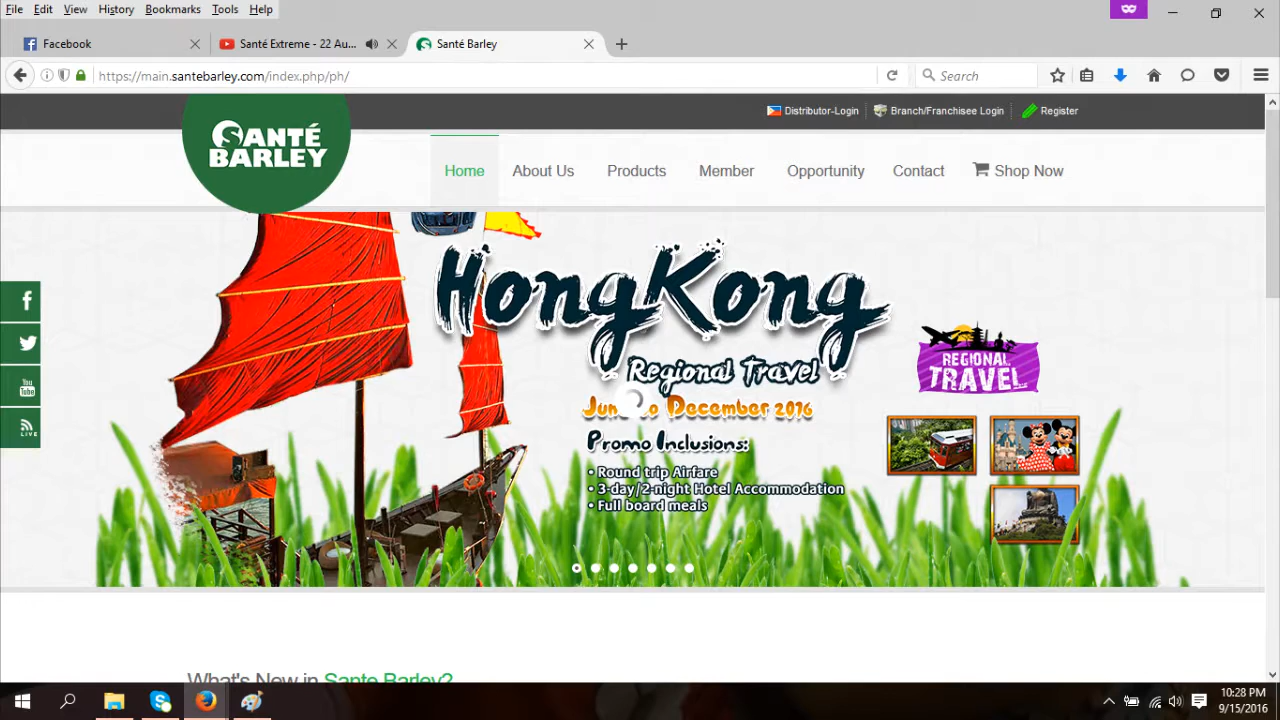 File Edit View History Bookmarks Tools Help
Facebook
Santé Extreme - 22 Au...
Santé Barley
https://main.santebarley.com/index.php/ph/
Search
Distributor-Login
Branch/Franchisee Login
Register
SANTÉ
BARLEY
Home About Us Products Member Opportunity Contact Shop Now
HongKong
Regional Travel
REGIONAL
TRAVEL
December 2016
Promo Inclusions:
• Round trip Airfare
• 3-day/2-night Hotel Accommodation
• Full board meals
You
Tube
LIVE
What's New in Sante Barley?
10:28 PM
9/15/2016